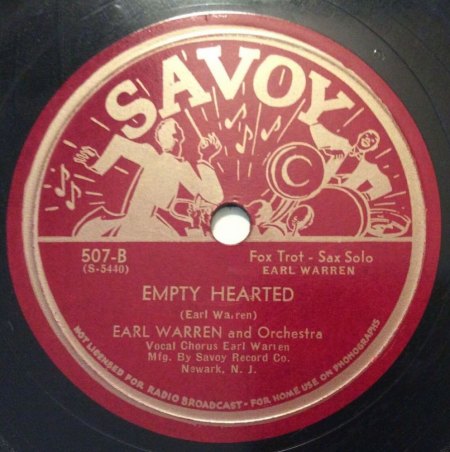 SAVOY
C
507-B
(S-5440)
Fox Trot - Sax Solo
EARL WARREN
EMPTY HEARTED
(Earl Warren)
EARL WARREN and Orchestra
Vocal Chorus Earl Warren
Mfg. By Savoy Record Co.
Newark, N. J.
NOT LICENSED FOR RADIO BROADCAST - FOR HOME USE ON PHONOGRAPHS